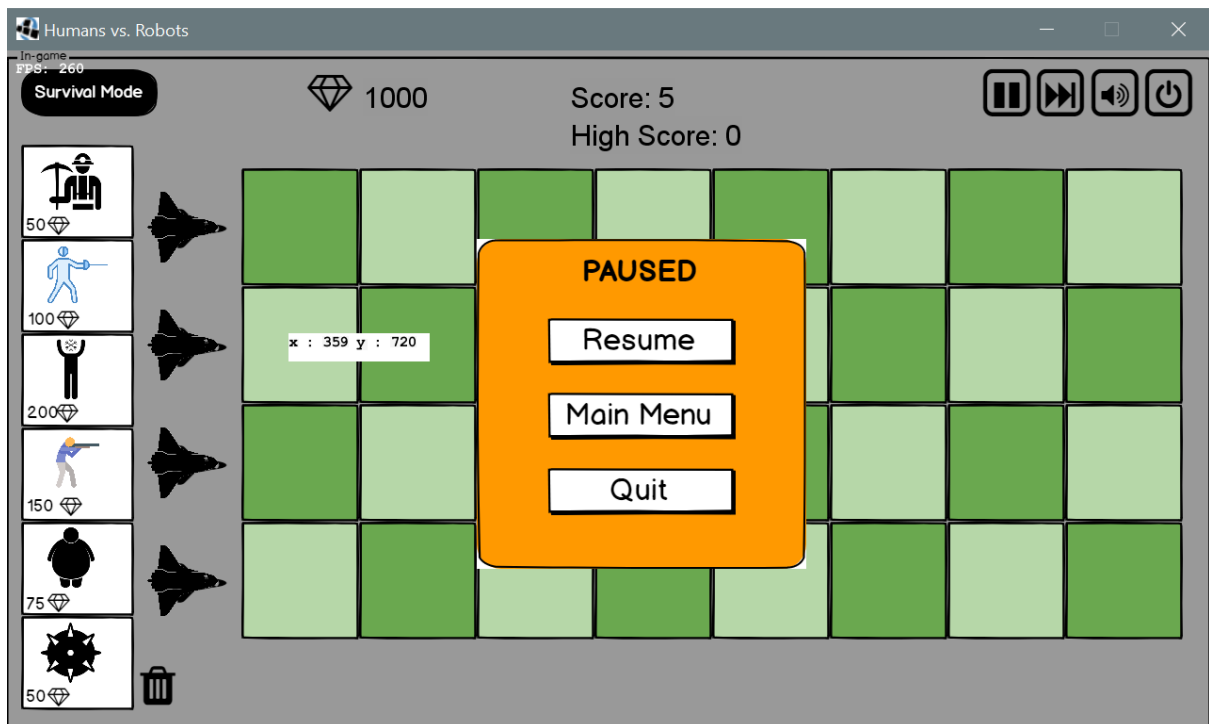 Humans vs. Robots
In-game
FPS: 260
Survival Mode
1000
Score: 5
High Score: 0
50
100
200
150
75
50
x : 359 y : 720
PAUSED
Resume
Main Menu
Quit